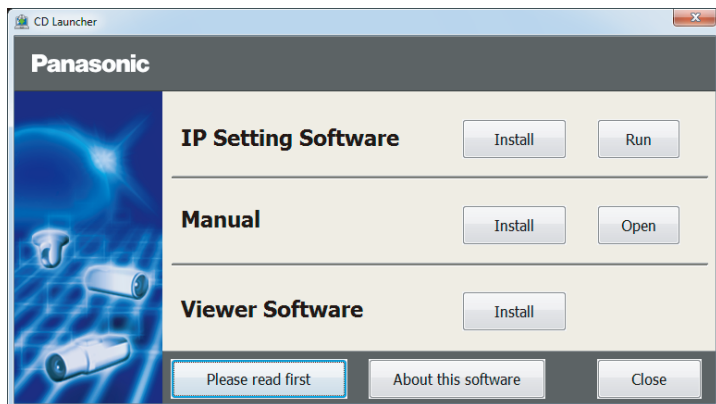 CD Launcher
x
Panasonic
IP Setting Software Install Run
Manual Install Open
Viewer Software Install
Please read first About this software Close